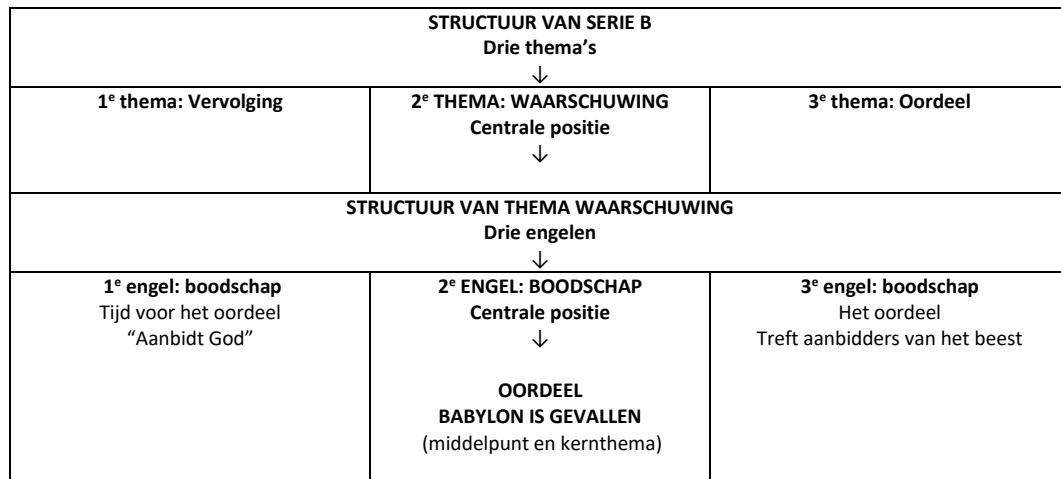 STRUCTUUR VAN SERIE B
Drie thema’s
↓
1e thema: Vervolging
2e THEMA: WAARSCHUWING
Centrale positie
↓
3e thema: Oordeel
STRUCTUUR VAN THEMA WAARSCHUWING
Drie engelen
↓
1e engel: boodschap
Tijd voor het oordeel
“Aanbidt God”
2e ENGEL: BOODSCHAP
Centrale positie
↓
OORDEEL
BABYLON IS GEVALLEN
(middelpunt en kernthema)
3e engel: boodschap
Het oordeel
Treft aanbidders van het beest